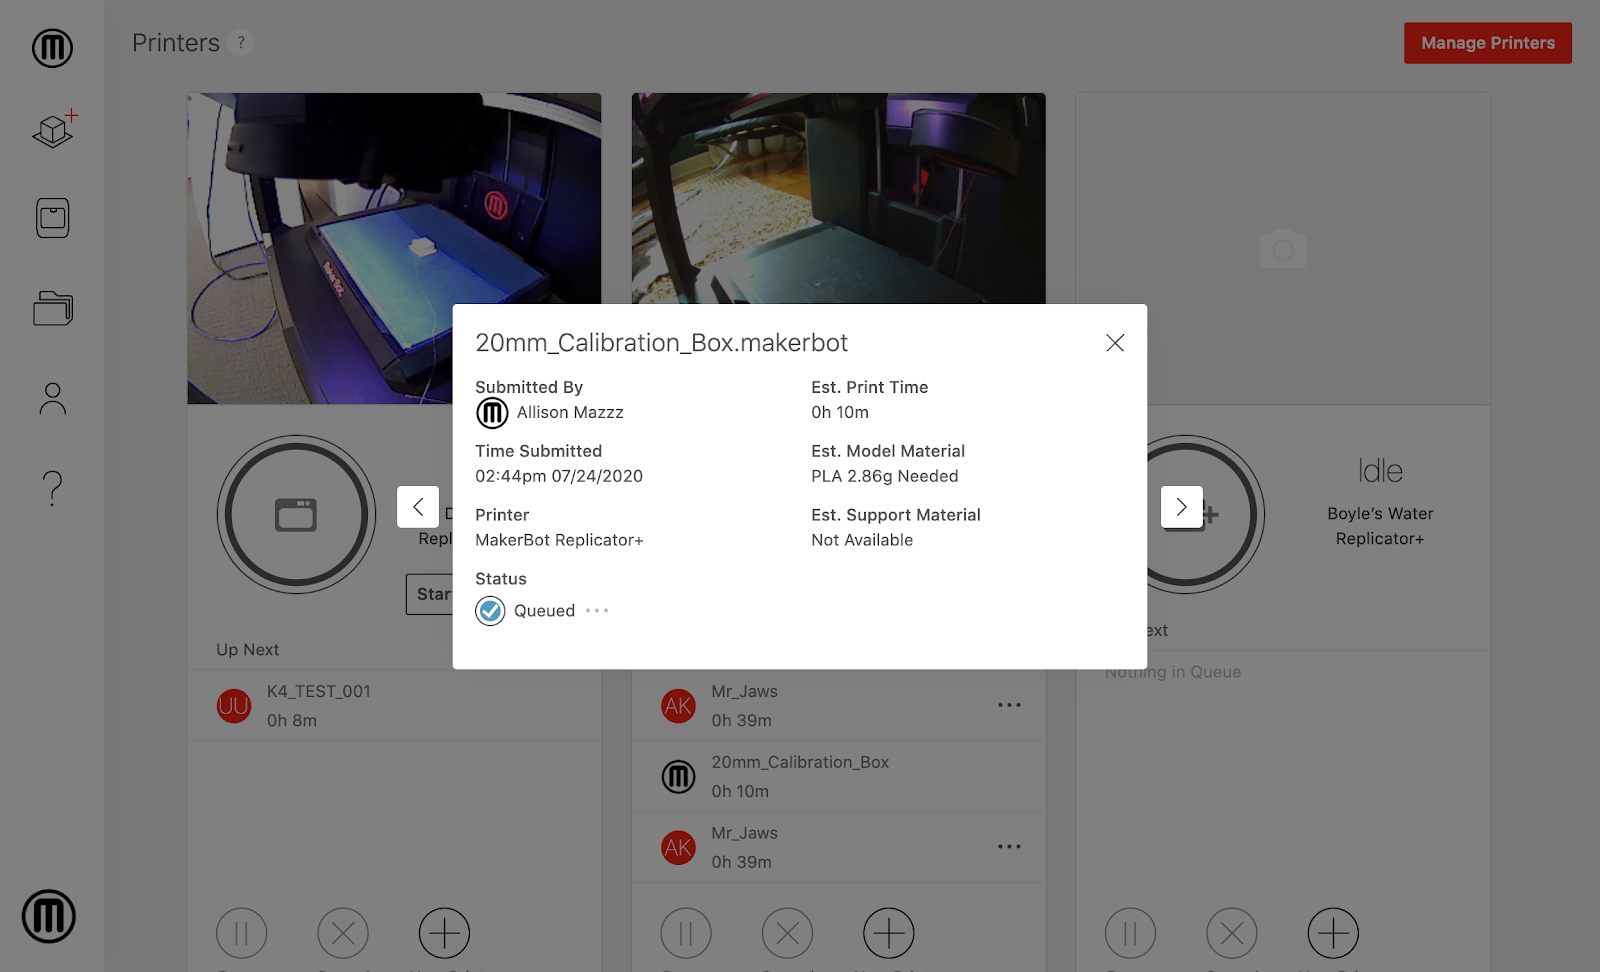 Printers ?
Manage Printers
20mm_Calibration_Box.makerbot
Submitted By
Allison Mazzz
Time Submitted
02:44pm 07/24/2020
Printer
MakerBot Replicator+
Status
Queued
Est. Print Time
0h 10m
Est. Model Material
PLA 2.86g Needed
Est. Support Material
Not Available
Up Next
UU
K4_TEST_001
0h 8m
AK
Mr_Jaws
0h 39m
20mm_Calibration_Box
0h 10m
AK
Mr_Jaws
0h 39m
Idle
Boyle's Water
Replicator+
Nothing in Queue